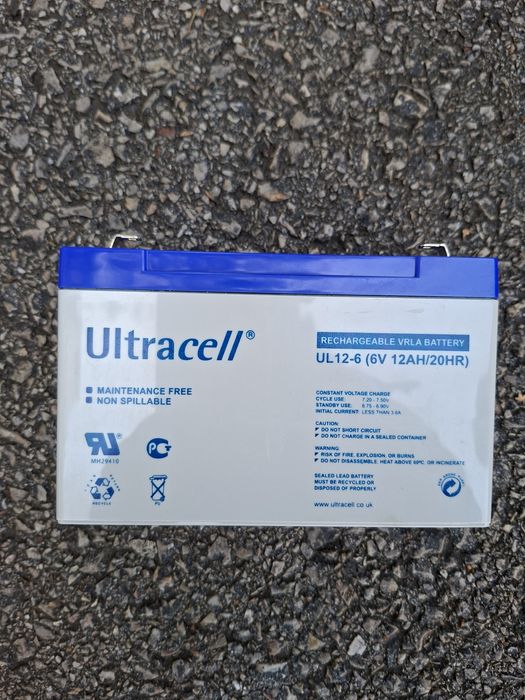 Ultracell®
MAINTENANCE FREE
NON SPILLABLE
MH29410
RECYCLE
Pb
RECHARGEABLE VRLA BATTERY
UL12-6 (6V 12AH/20HR)
CONSTANT VOLTAGE CHARGE
CYCLE USE: 7.20 - 7.50V
STANDBY USE: 6.75 - 6.90V
INITIAL CURRENT: LESS THAN 3.6A
CAUTION:
DO NOT SHORT CIRCUIT
DO NOT CHARGE IN A SEALED CONTAINER
WARNING:
RISK OF FIRE, EXPLOSION, OR BURNS
DO NOT DISASSEMBLE, HEAT ABOVE 60ºC, OR INCINERATE
SEALED LEAD BATTERY
MUST BE RECYCLED OR
DISPOSED OF PROPERLY
www.ultracell.co.uk